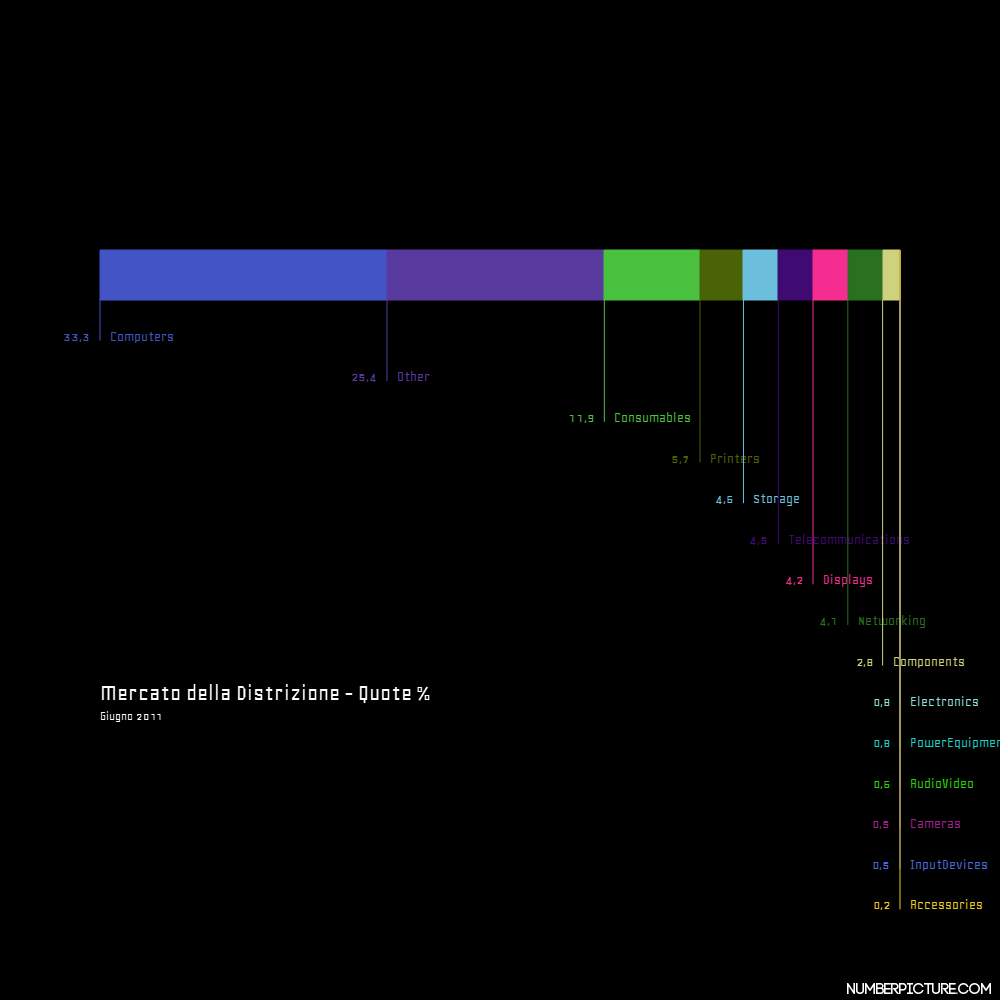 33,3 Computers
25,4 Other
11,9 Consumables
5,7 Printers
4,6 Storage
4,5 Telecommunications
4,2 Displays
4,1 Networking
2,8 Components
Mercato della Distrizione - Quote %
0,8 Electronics
Giugno 2011
0,8 PowerEquipmen
0,6 AudioVideo
0,5 Cameras
0,5 InputDevices
0,2 Accessories
NUMBERPICTURE.COM